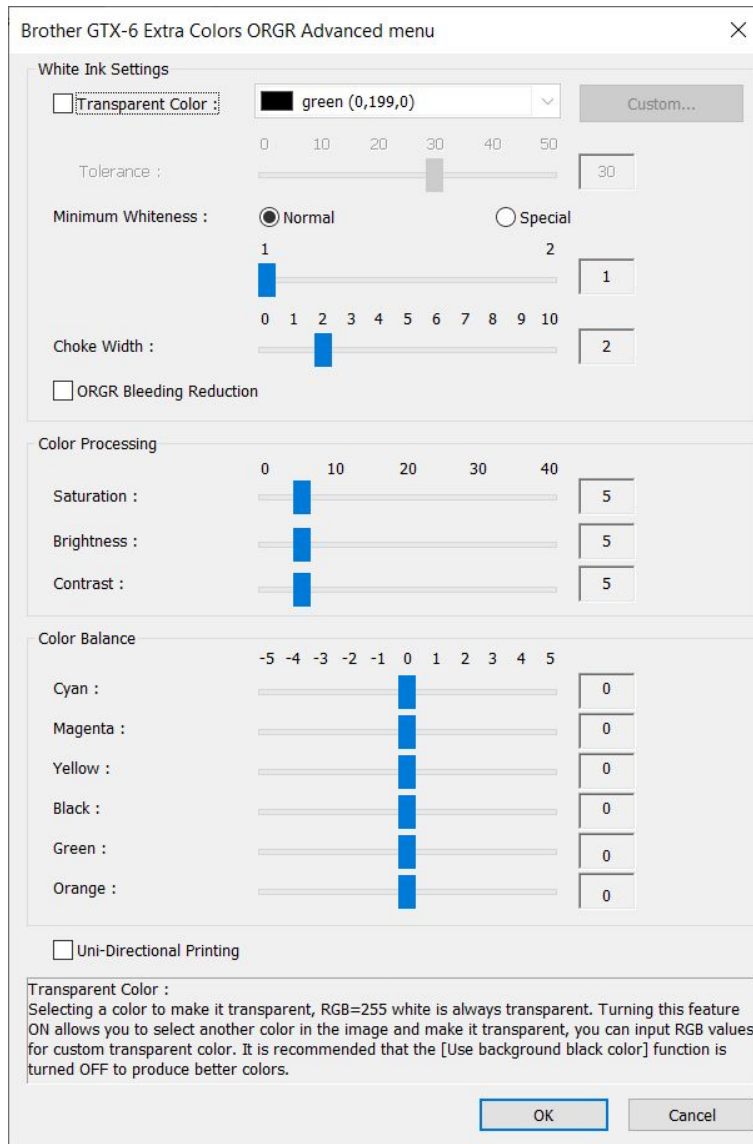 Brother GTX-6 Extra Colors ORGR Advanced menu
White Ink Settings
Transparent Color : green (0,199,0) Custom...
0 10 20 30 40 50
Tolerance : 30
Minimum Whiteness : Normal Special
1 2
1
0 1 2 3 4 5 6 7 8 9 10
Choke Width : 2
ORGR Bleeding Reduction
Color Processing
0 10 20 30 40
Saturation : 5
Brightness : 5
Contrast : 5
Color Balance
-5 -4 -3 -2 -1 0 1 2 3 4 5
Cyan : 0
Magenta : 0
Yellow : 0
Black : 0
Green : 0
Orange : 0
Uni-Directional Printing
Transparent Color :
Selecting a color to make it transparent, RGB=255 white is always transparent. Turning this feature
ON allows you to select another color in the image and make it transparent, you can input RGB values
for custom transparent color. It is recommended that the [Use background black color] function is
turned OFF to produce better colors.
OK Cancel